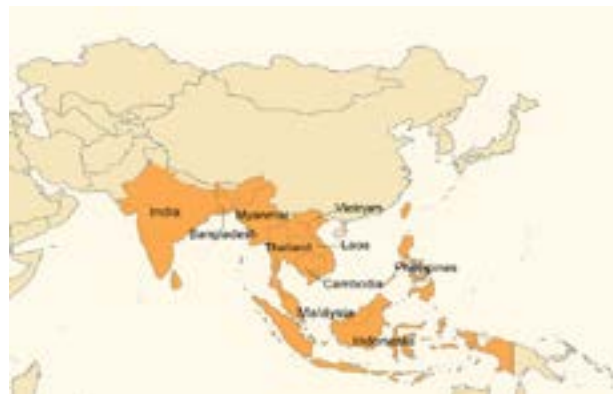 India
Myanmar
Bangladesh
Thailand
Vietnam
Laos
Cambodia
Philippines
Malaysia
Indonesia